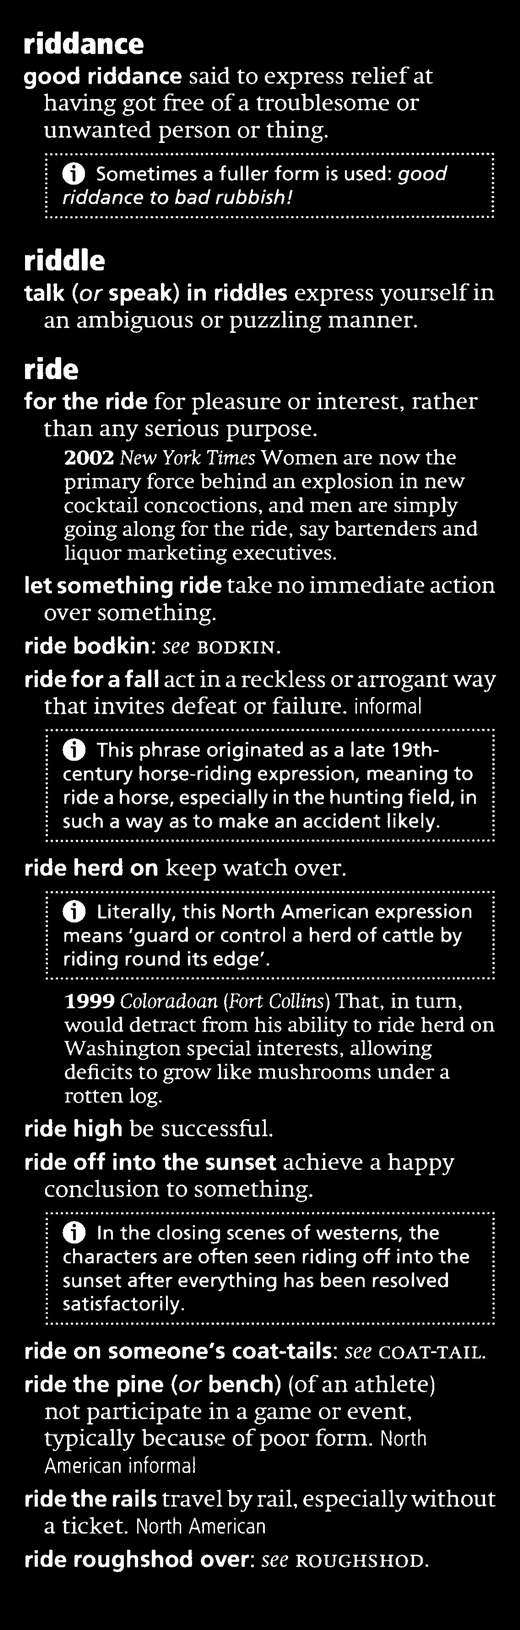 riddance
good riddance said to express relief at
having got free of a troublesome or
unwanted person or thing.
i Sometimes a fuller form is used: good
riddance to bad rubbish!
riddle
talk (or speak) in riddles express yourself in
an ambiguous or puzzling manner.
ride
for the ride for pleasure or interest, rather
than any serious purpose.
2002 New York Times Women are now the
primary force behind an explosion in new
cocktail concoctions, and men are simply
going along for the ride, say bartenders and
liquor marketing executives.
let something ride take no immediate action
over something.
ride bodkin: see BODKIN.
ride for a fall act in a reckless or arrogant way
that invites defeat or failure. informal
i This phrase originated as a late 19th-
century horse-riding expression, meaning to
ride a horse, especially in the hunting field, in
such a way as to make an accident likely.
ride herd on keep watch over.
i Literally, this North American expression
means 'guard or control a herd of cattle by
riding round its edge'.
1999 Coloradoan (Fort Collins) That, in turn,
would detract from his ability to ride herd on
Washington special interests, allowing
deficits to grow like mushrooms under a
rotten log.
ride high be successful.
ride off into the sunset achieve a happy
conclusion to something.
i In the closing scenes of westerns, the
characters are often seen riding off into the
sunset after everything has been resolved
satisfactorily.
ride on someone's coat-tails: see COAT-TAIL.
ride the pine (or bench) (of an athlete)
not participate in a game or event,
typically because of poor form. North
American informal
ride the rails travel by rail, especially without
a ticket. North American
ride roughshod over: see ROUGHSHOD.